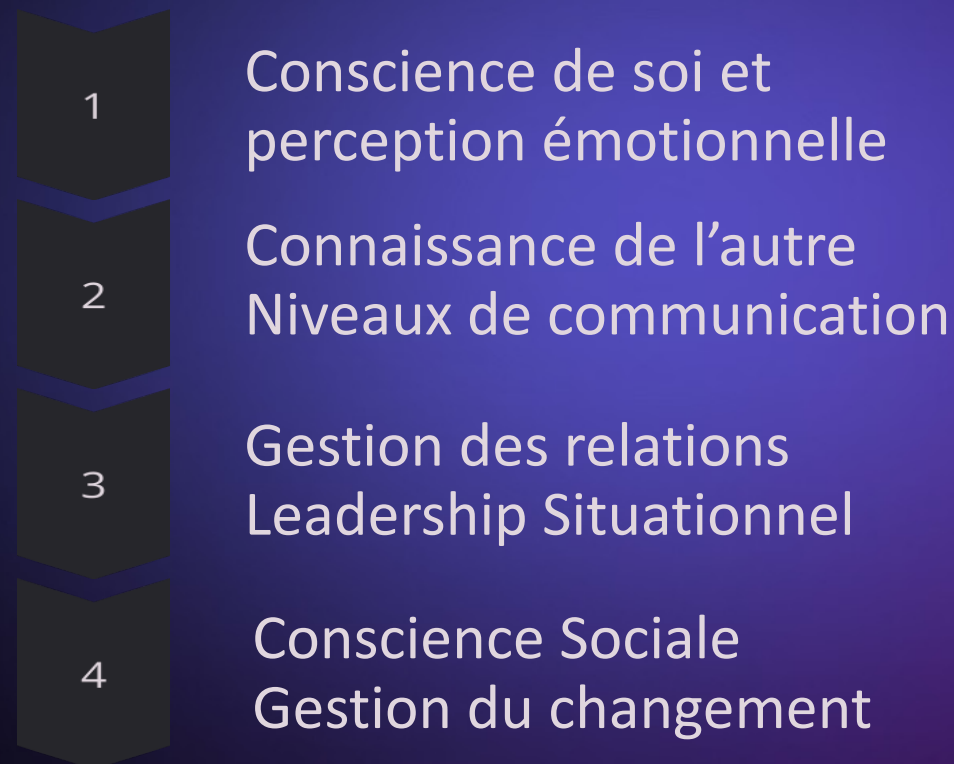 1
Conscience de soi et
perception émotionnelle
2
Connaissance de l’autre
Niveaux de communication
3
Gestion des relations
Leadership Situationnel
4
Conscience Sociale
Gestion du changement